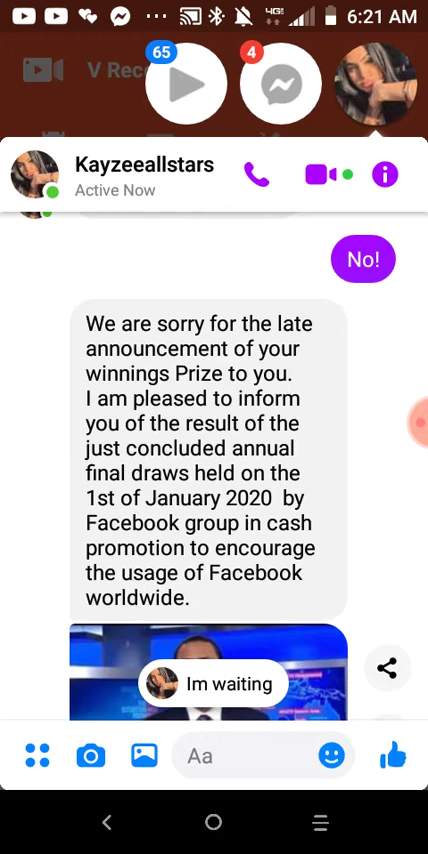 4G 6:21 AM
V Rec
65
4
Kayzeeallstars
Active Now
No!
We are sorry for the late
announcement of your
winnings Prize to you.
I am pleased to inform
you of the result of the
just concluded annual
final draws held on the
1st of January 2020 by
Facebook group in cash
promotion to encourage
the usage of Facebook
worldwide.
Im waiting
Aa